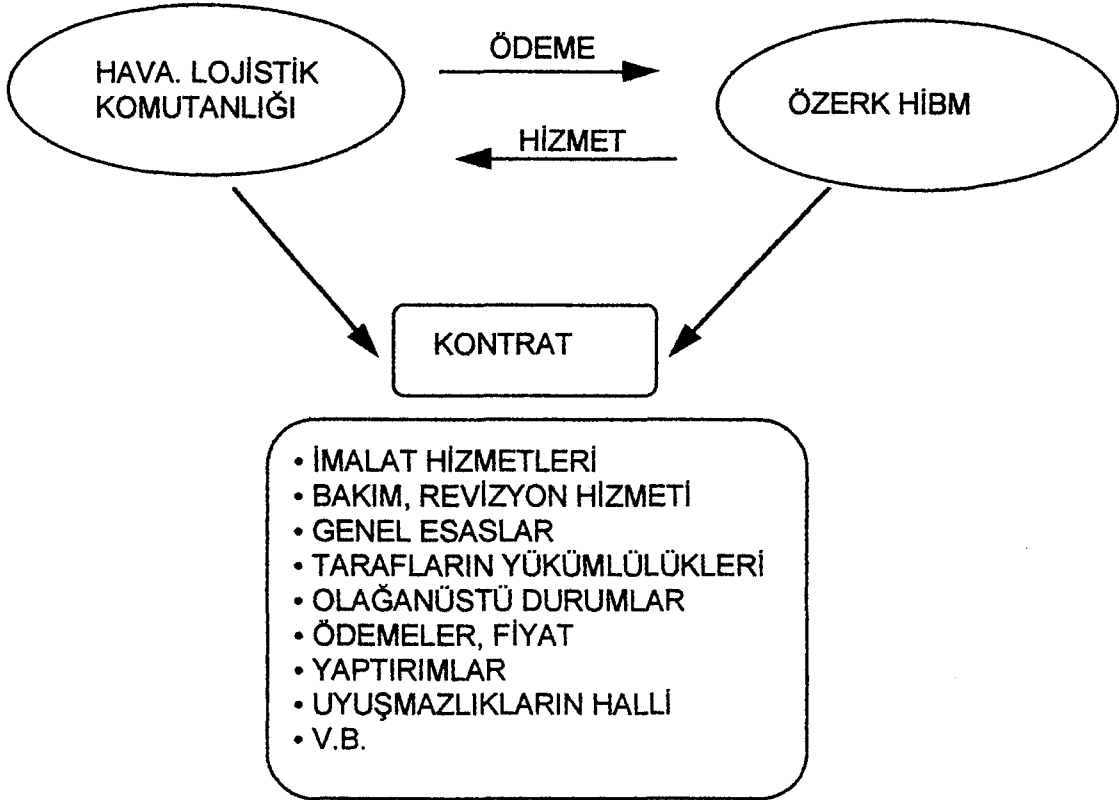 ÖDEME
HAVA. LOJİSTİK
KOMUTANLIĞI
ÖZERK HİBM
HİZMET
KONTRAT
• İMALAT HİZMETLERİ
• BAKIM, REVİZYON HİZMETİ
• GENEL ESASLAR
• TARAFLARIN YÜKÜMLÜLÜKLERİ
• OLAĞANÜSTÜ DURUMLAR
• ÖDEMELER, FİYAT
• YAPTIRIMLAR
• UYUŞMAZLIKLARIN HALLİ
• V.B.